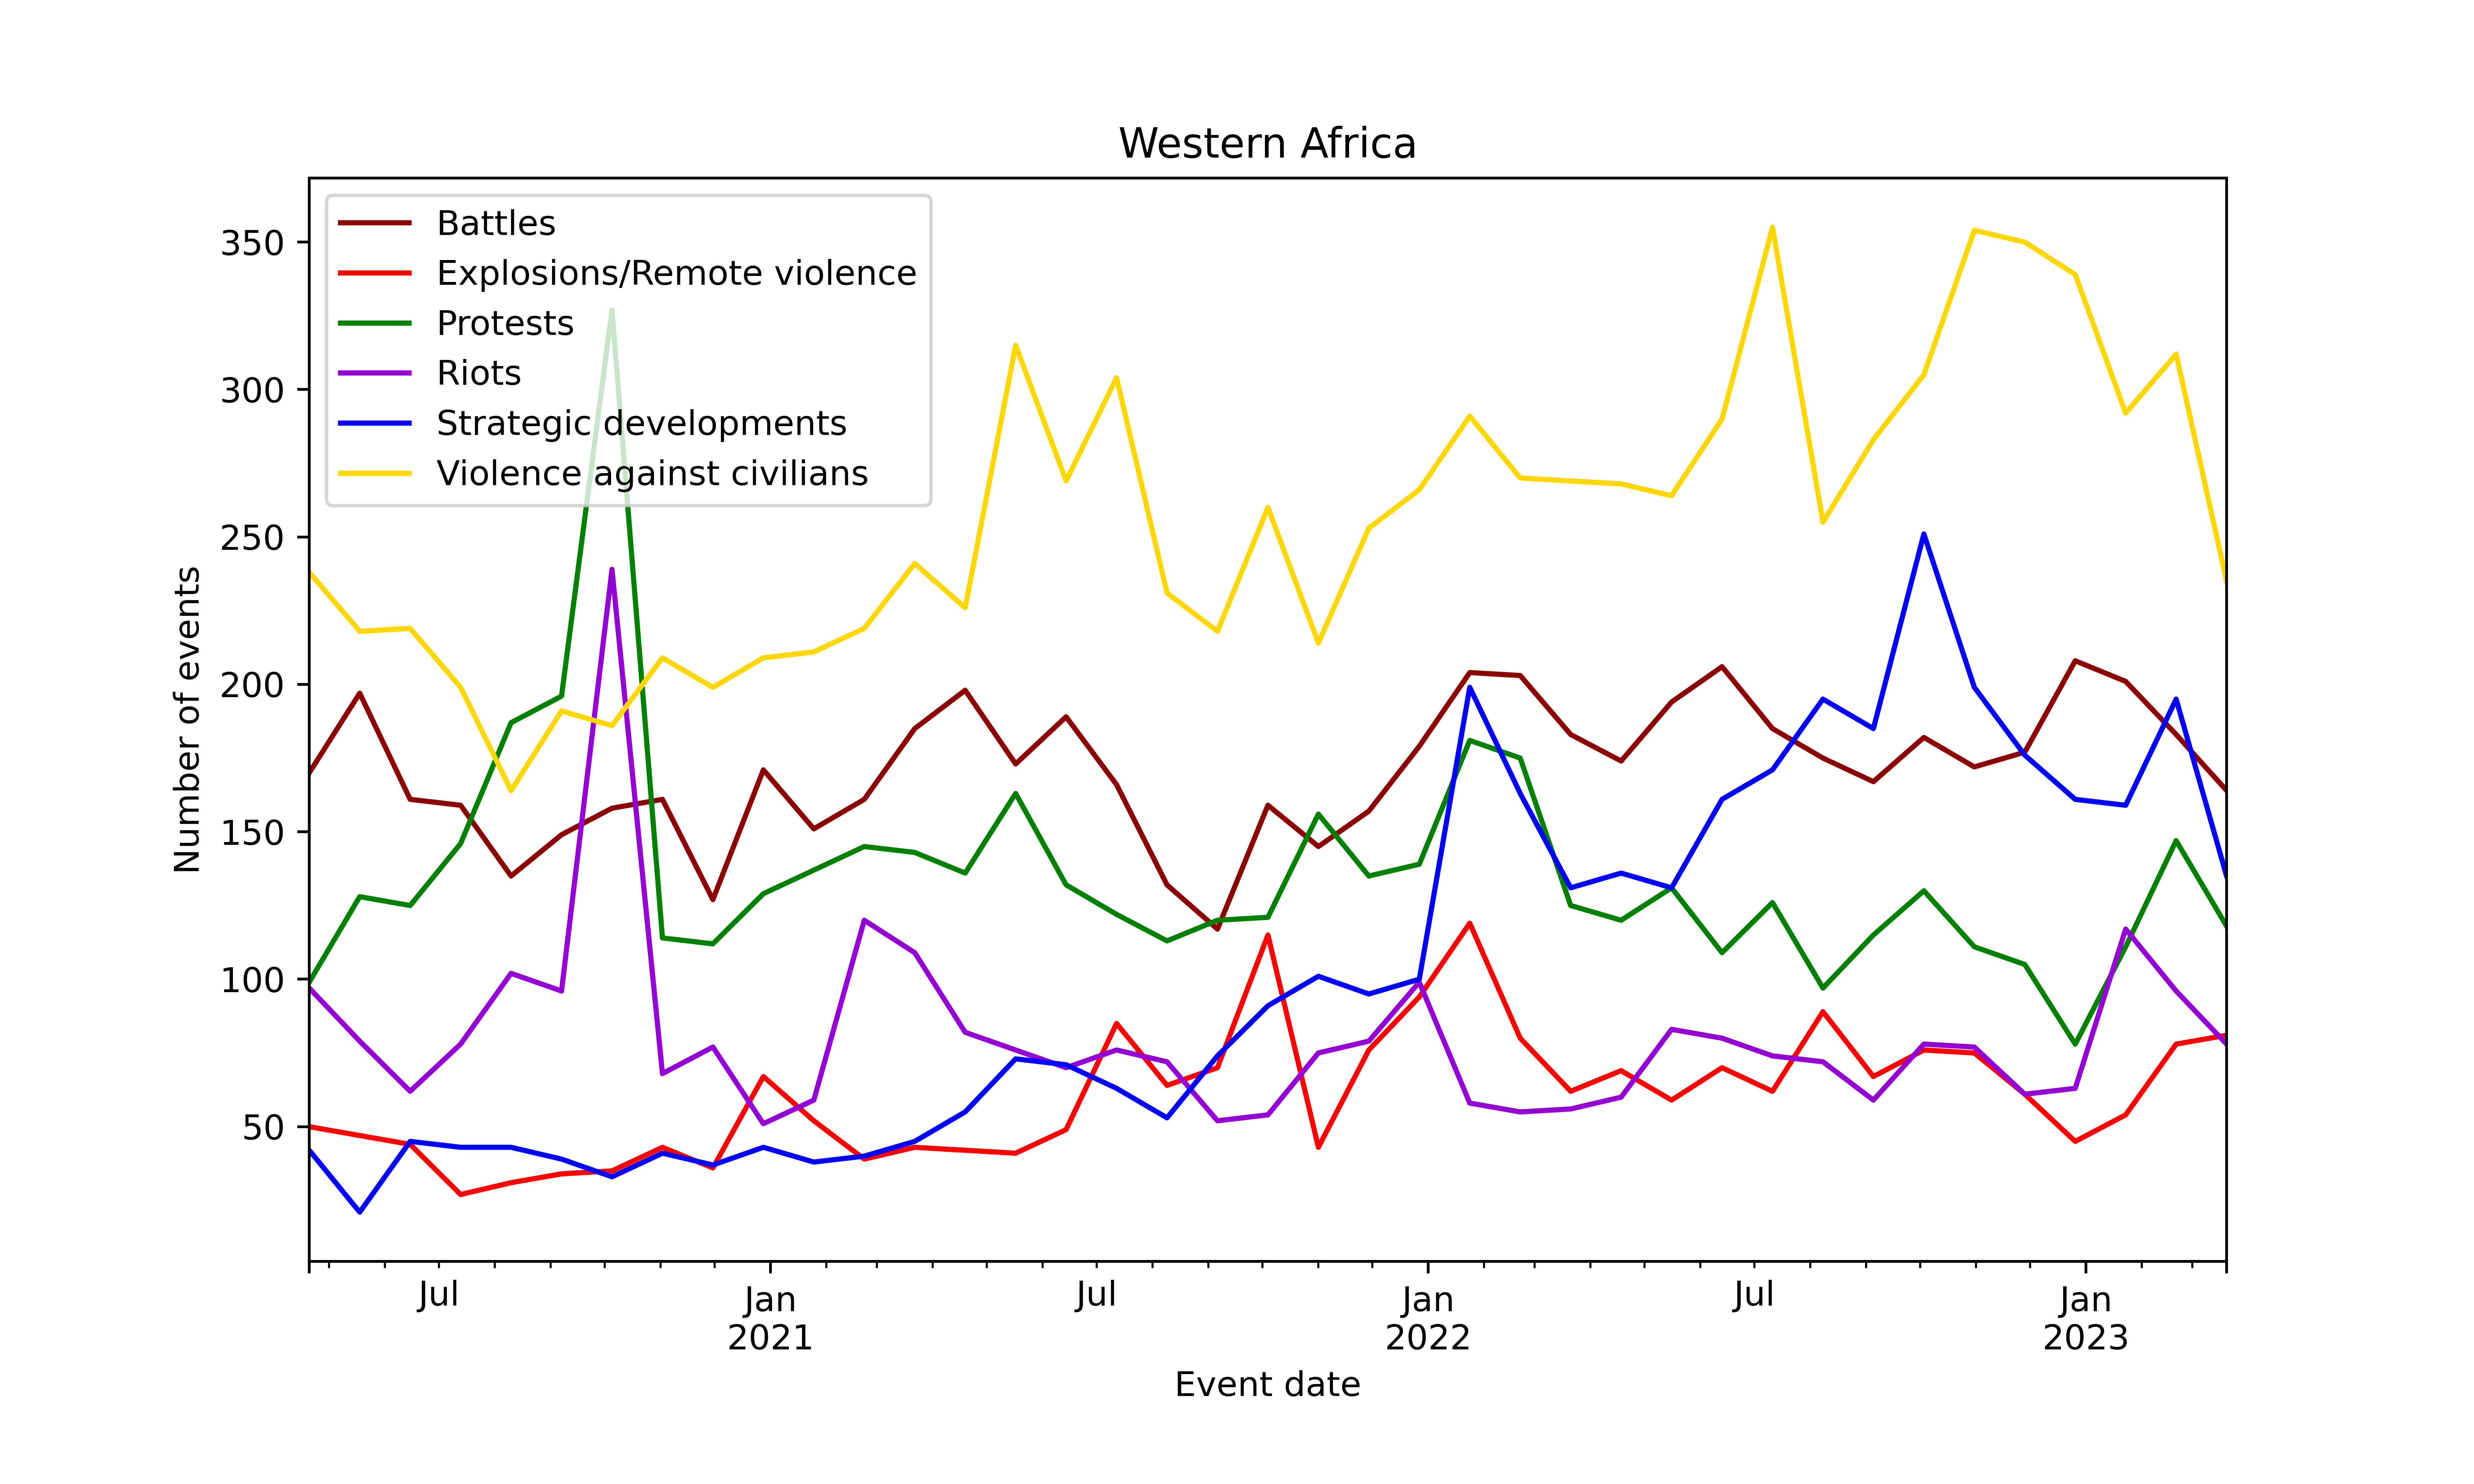 Western Africa
Battles
Explosions/Remote violence
Protests
Riots
Strategic developments
Violence against civilians
350
300
250
200
150
100
50
Number of events
Jul
Jan
2021
Jul
Jan
2022
Jul
Jan
2023
Event date